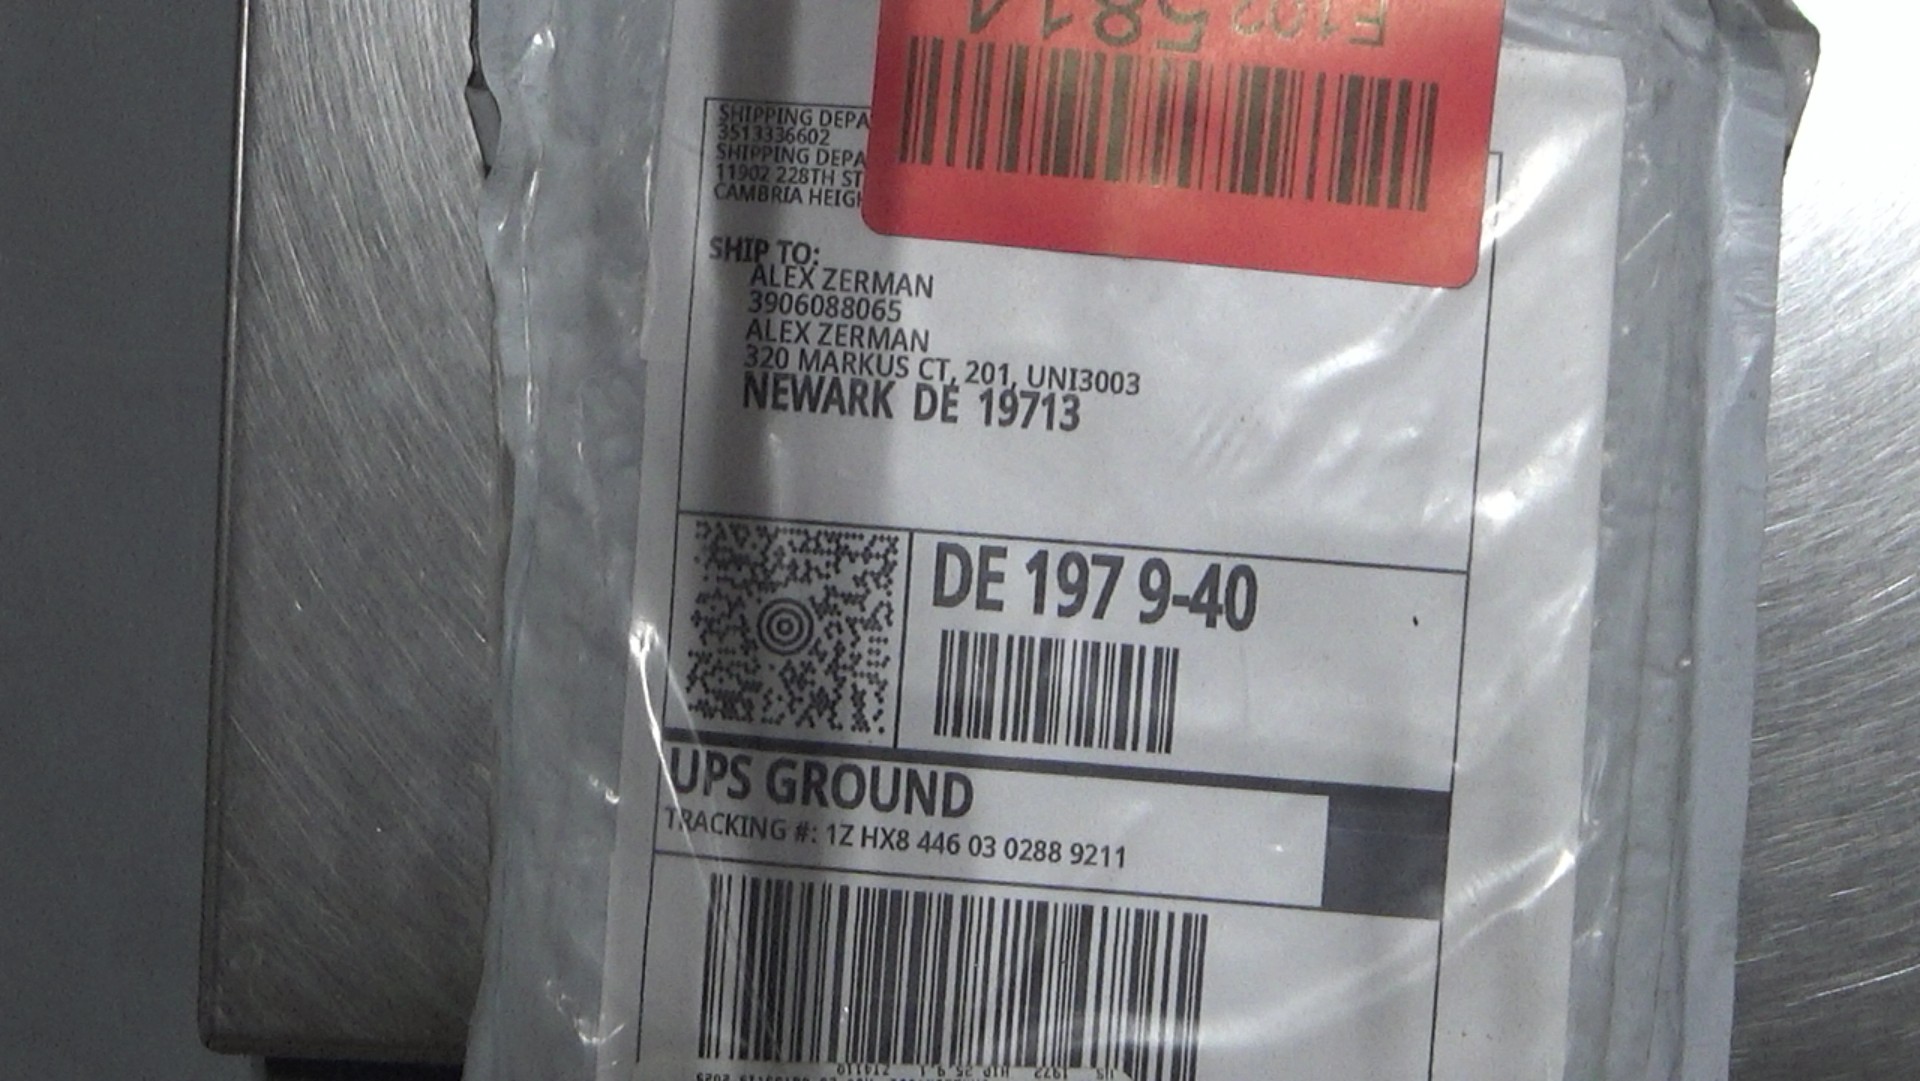 E102 5814
SHIPPING DEPA
3513336602
SHIPPING DEPA
11902 228TH ST
CAMBRIA HEIGH
SHIP TO:
ALEX ZERMAN
3906088065
ALEX ZERMAN
320 MARKUS CT, 201, UNI3003
NEWARK DE 19713
DE 197 9-40
UPS GROUND
TRACKING #: 1Z HX8 446 03 0288 9211